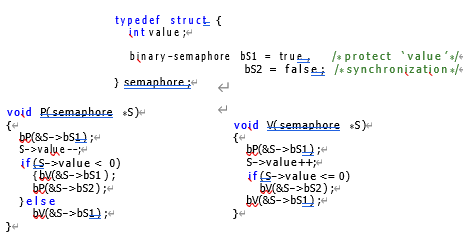 typedef struct {
int value;
binary-semaphore bS1 = true, /*protect `value'*/
bS2 = false; /*synchronization*/
} semaphore;
void P(semaphore *S)
{
bP(&S->bS1);
S->value--;
if(S->value < 0)
{bV(&S->bS1);
bP(&S->bS2);
}else
bV(&S->bS1);
}
void V(semaphore *S)
{
bP(&S->bS1);
S->value++;
if(S->value <= 0)
bV(&S->bS2);
bV(&S->bS1);
}